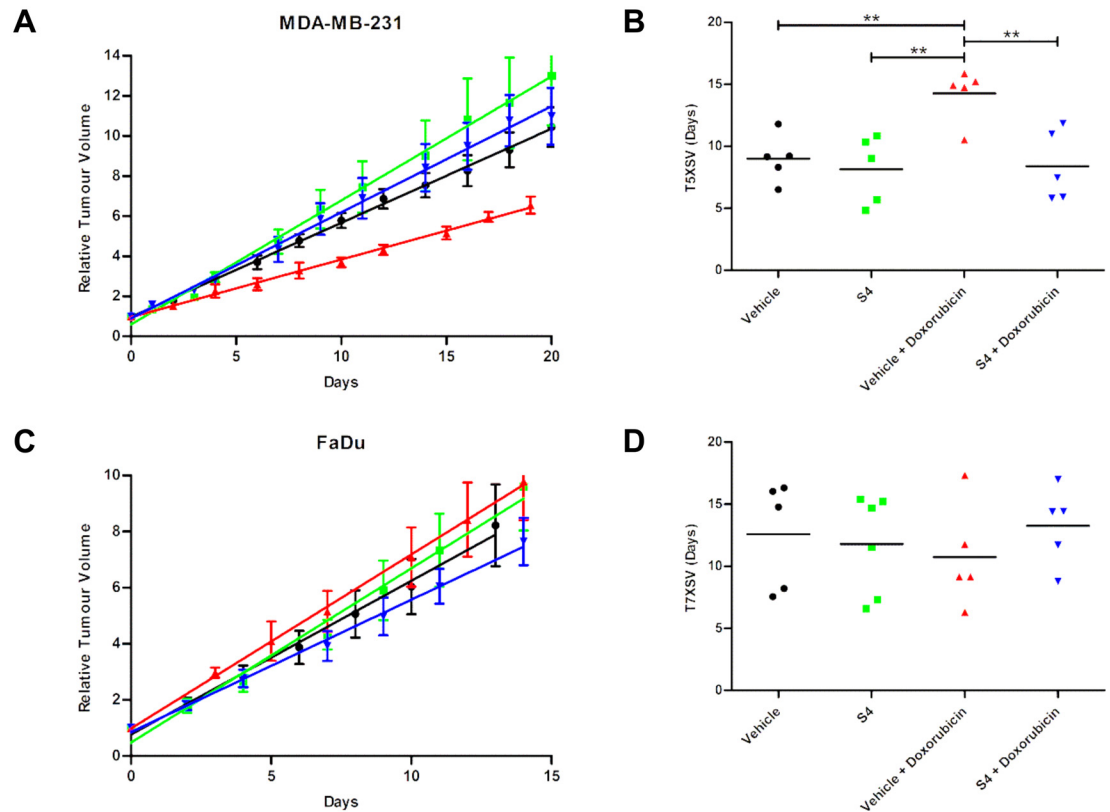 A
MDA-MB-231
Relative Tumour Volume
14
12
10
8
6
4
2
0
0 5 10 15 20
Days
B
T5XSV (Days)
20
15
10
5
0
** 
**
**
Vehicle
S4
Vehicle + Doxorubicin
S4 + Doxorubicin
C
FaDu
Relative Tumour Volume
10
8
6
4
2
0
0 5 10 15
Days
D
T7XSV (Days)
20
15
10
5
0
Vehicle
S4
Vehicle + Doxorubicin
S4 + Doxorubicin